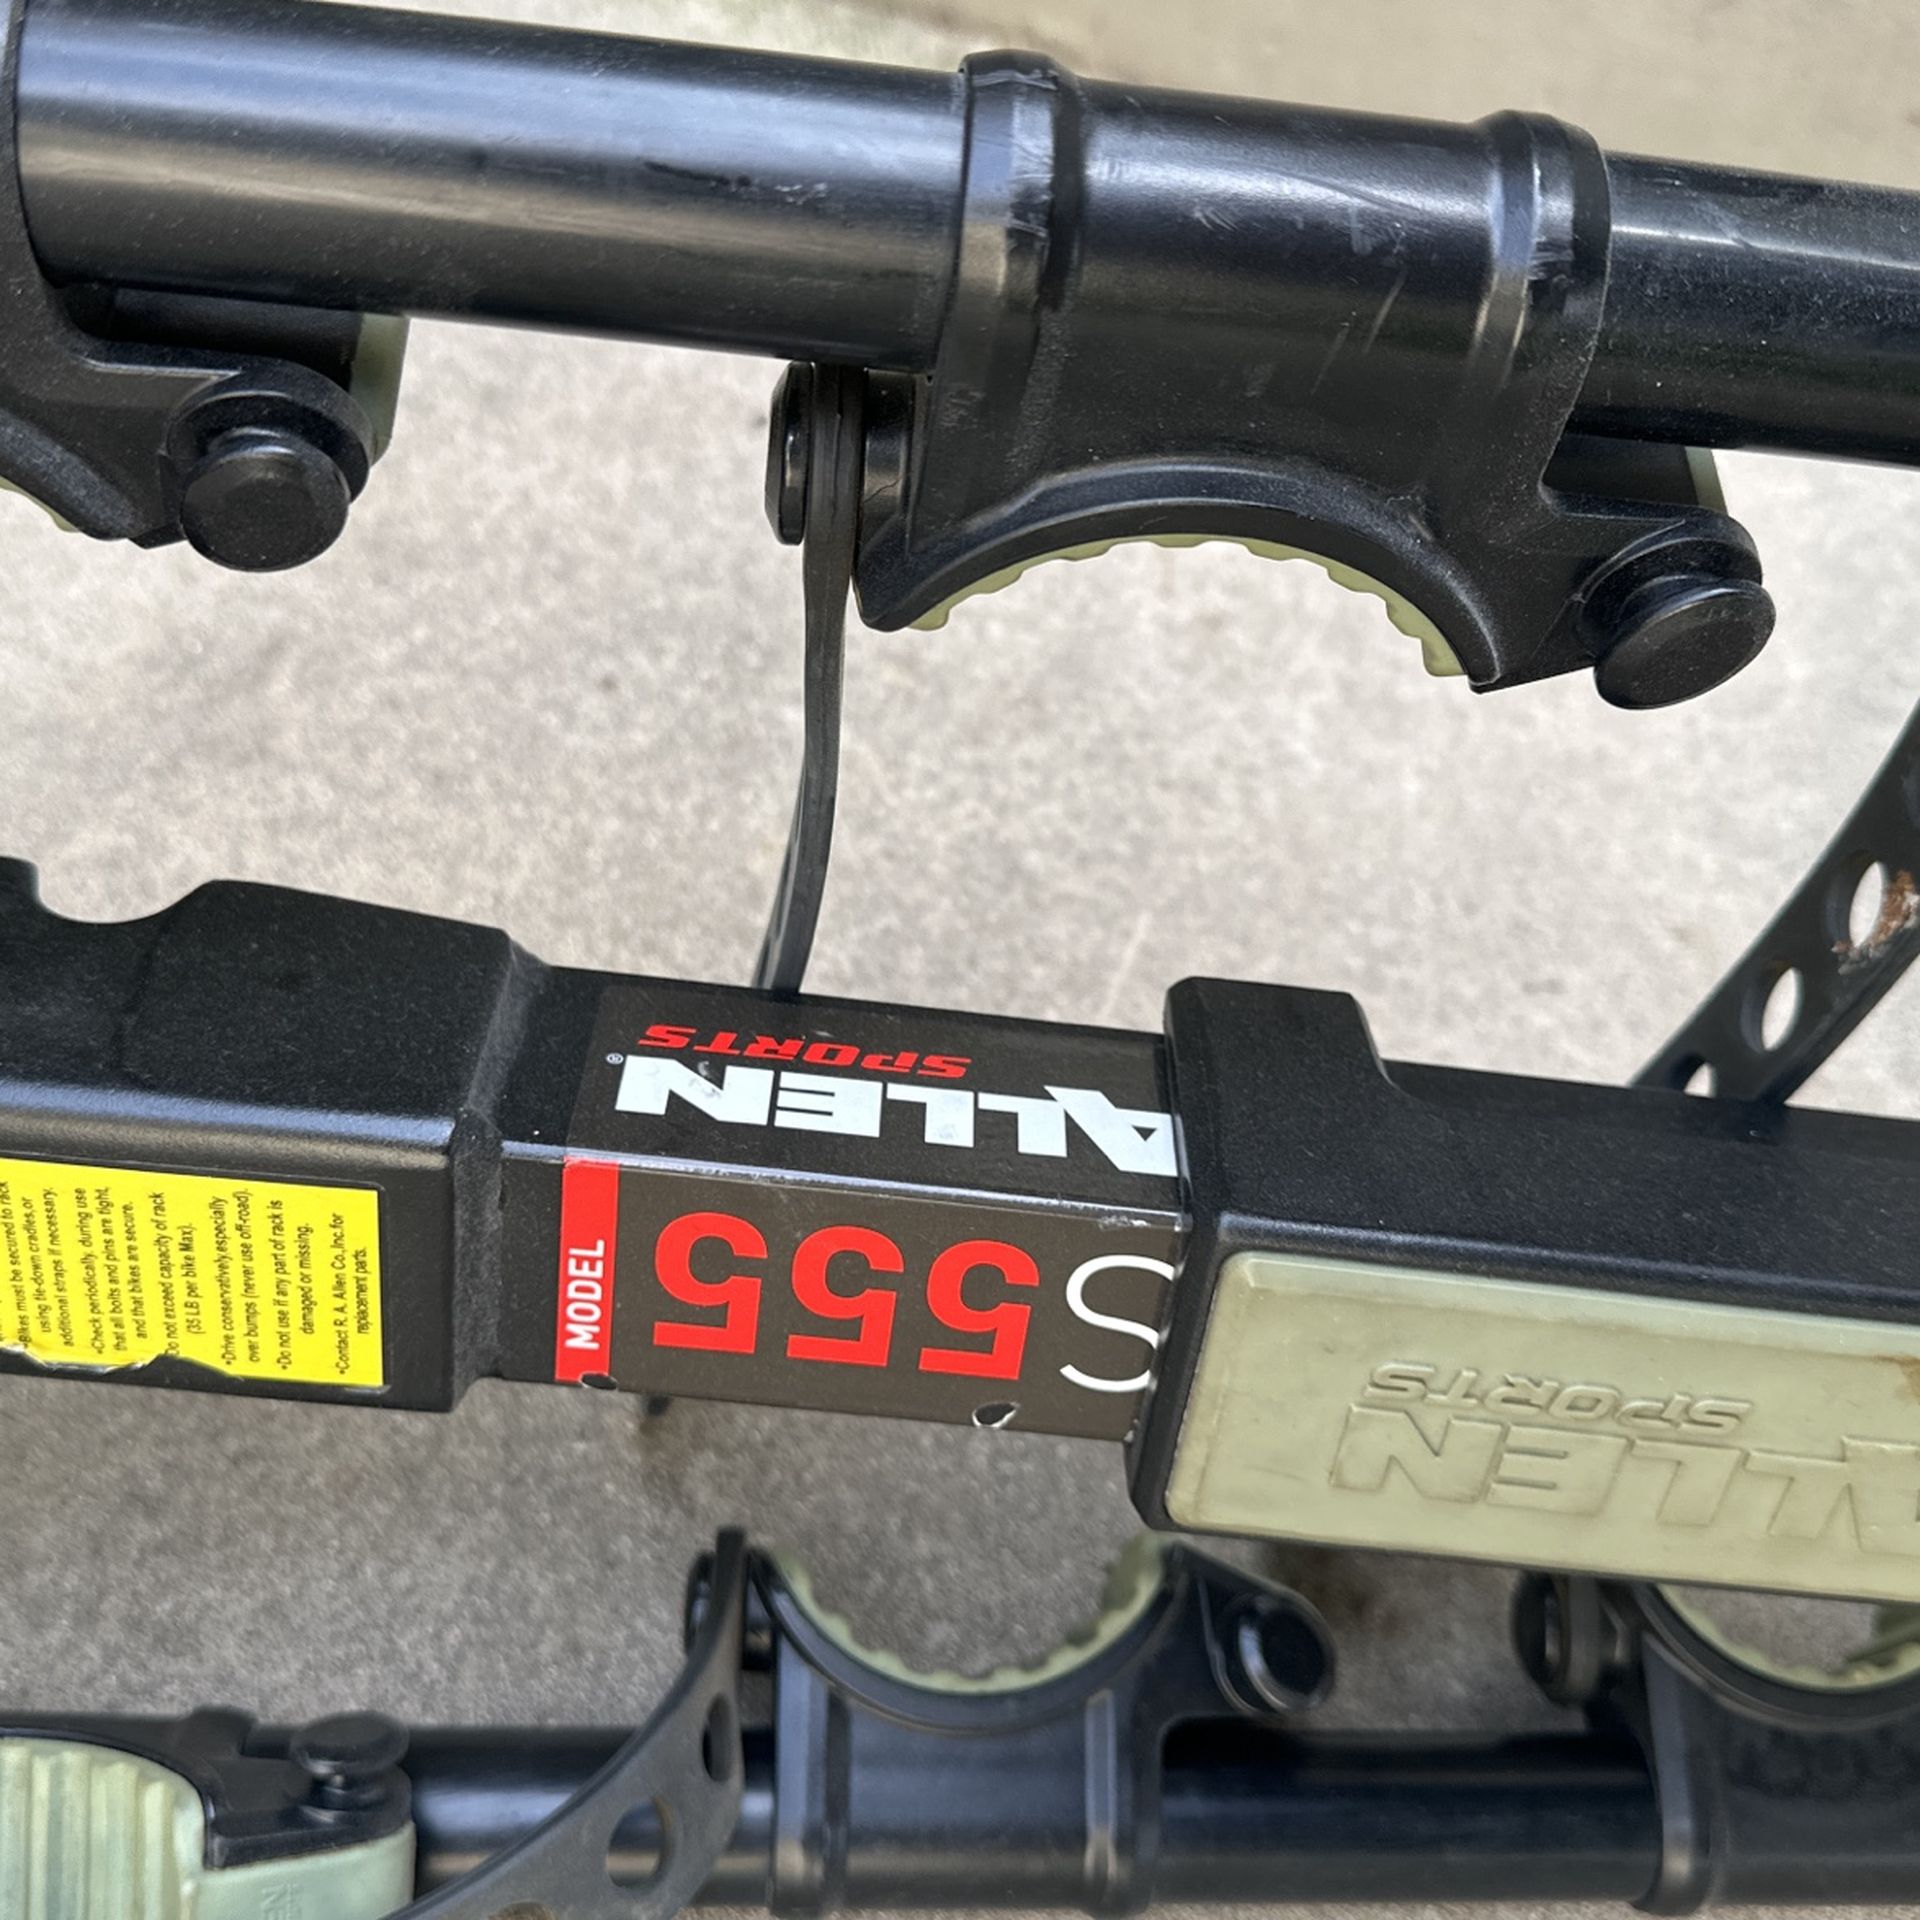 ALLEN
SPORTS
®
MODEL
S555
Bikes must be secured to rack
using tie-down cradles,or
additional straps if necessary.
•Check periodically, during use
that all bolts and pins are tight,
and that bikes are secure.
Do not exceed capacity of rack
(35 LB per bike Max).
•Drive conservatively,especially
over bumps (never use off-road).
•Do not use if any part of rack is
damaged or missing.
•Contact R. A. Allen Co.,Inc.for
replacement parts.
ALLEN
SPORTS